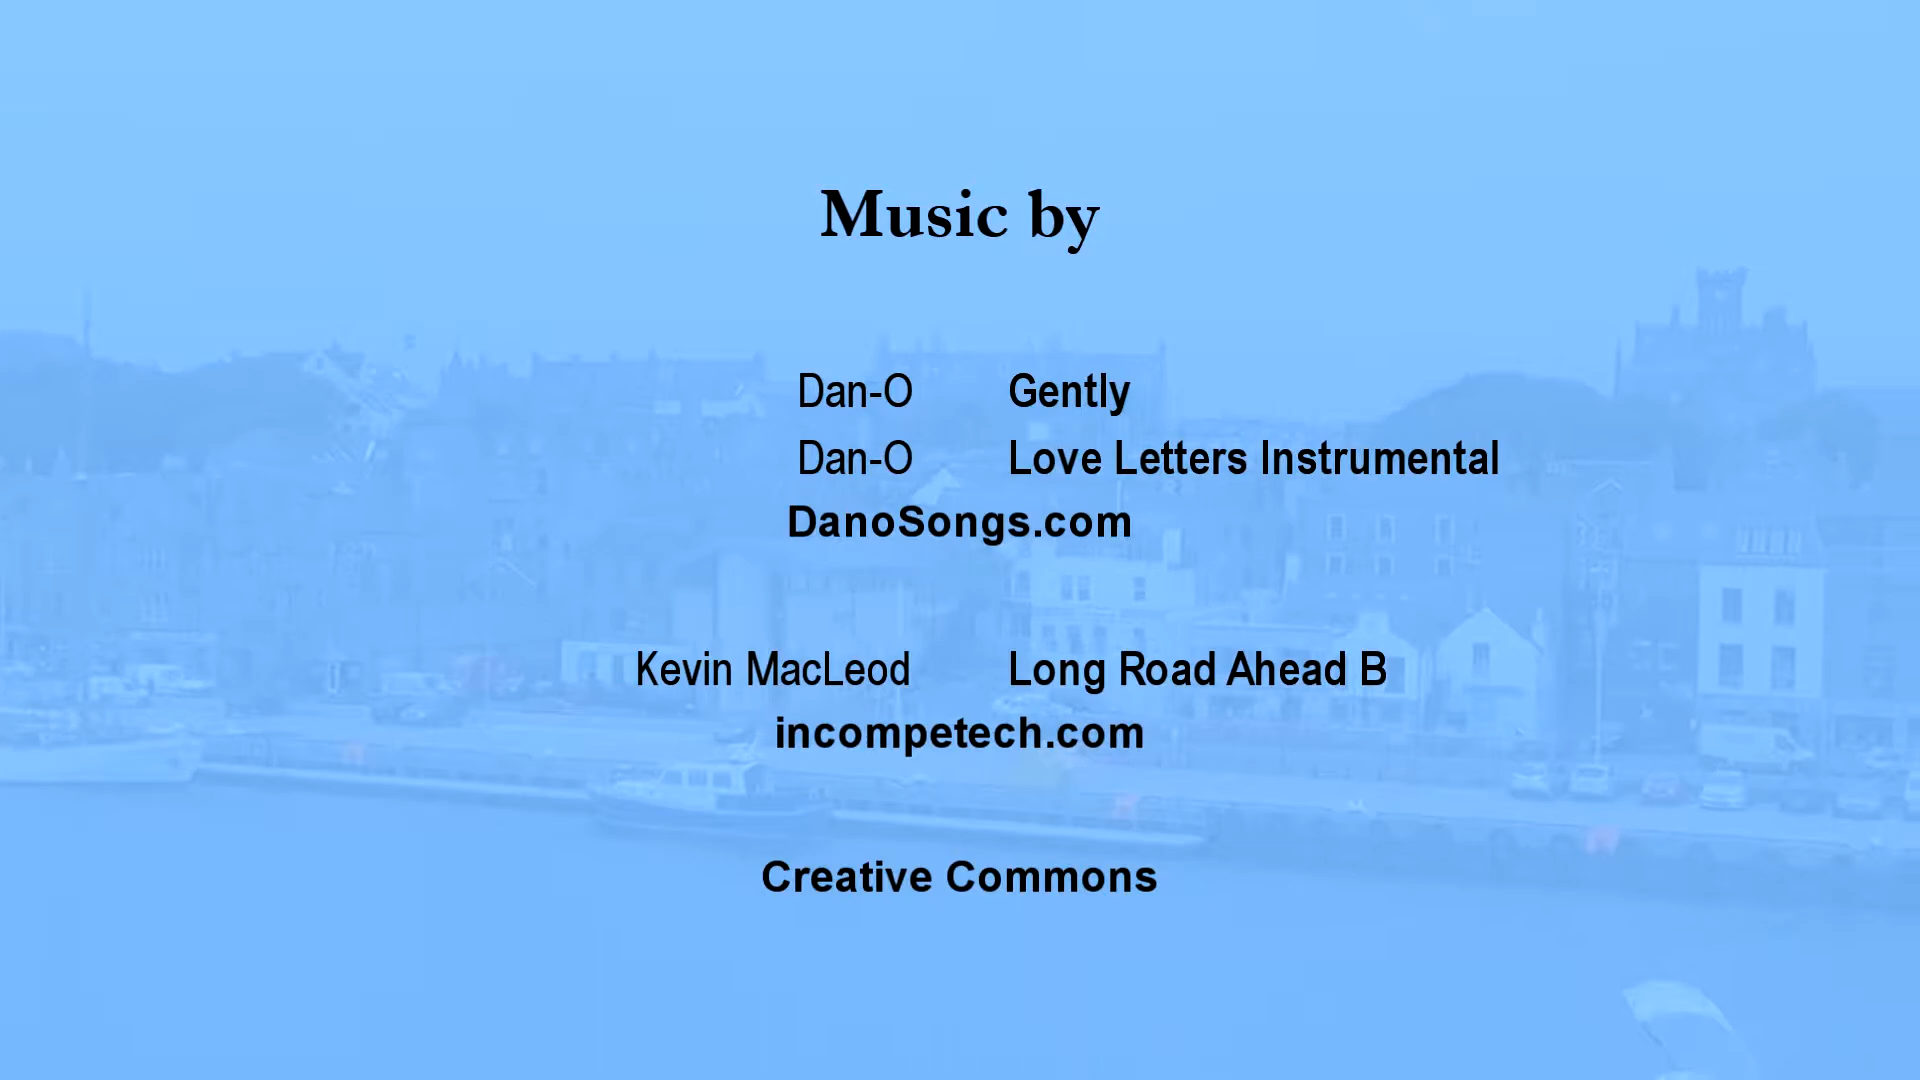 Music by
Dan-O Gently
Dan-O Love Letters Instrumental
DanoSongs.com
Kevin MacLeod Long Road Ahead B
incompetech.com
Creative Commons